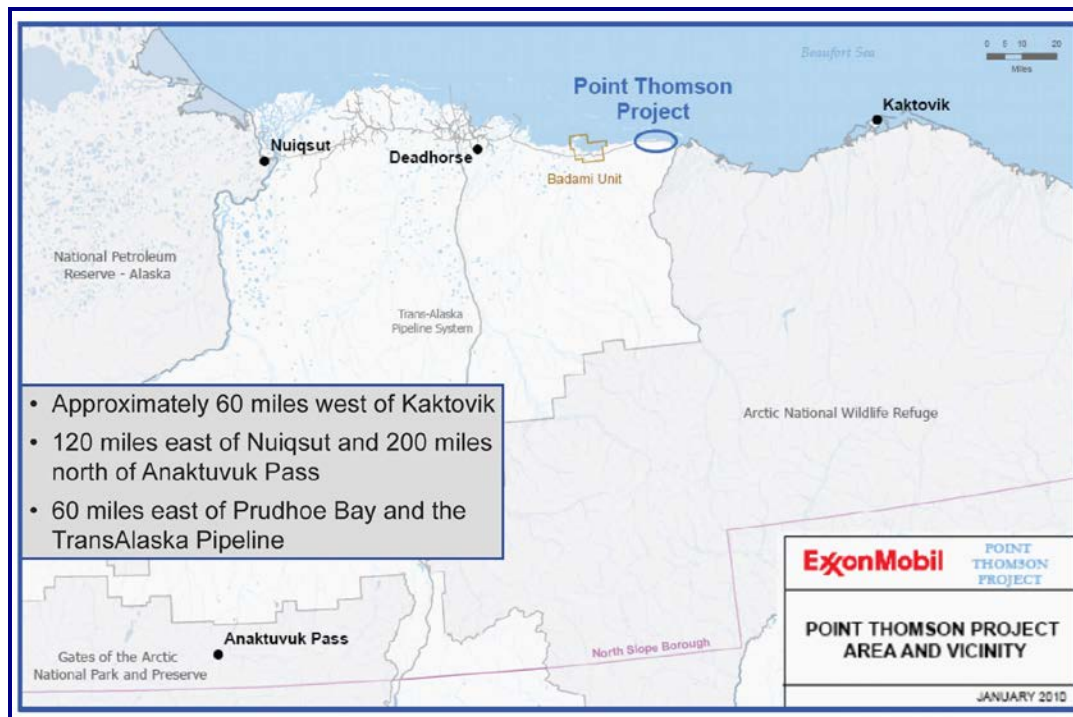 Beaufort Sea
0 5 10 20
Miles
Point Thomson
Project
Kaktovik
Nuiqsut
Deadhorse
Badami Unit
National Petroleum
Reserve - Alaska
Trans-Alaska
Pipeline System
• Approximately 60 miles west of Kaktovik
• 120 miles east of Nuiqsut and 200 miles
north of Anaktuvuk Pass
• 60 miles east of Prudhoe Bay and the
TransAlaska Pipeline
Arctic National Wildlife Refuge
Anaktuvuk Pass
Gates of the Arctic
National Park and Preserve
North Slope Borough
ExxonMobil
POINT
THOMSON
PROJECT
POINT THOMSON PROJECT
AREA AND VICINITY
JANUARY 2010